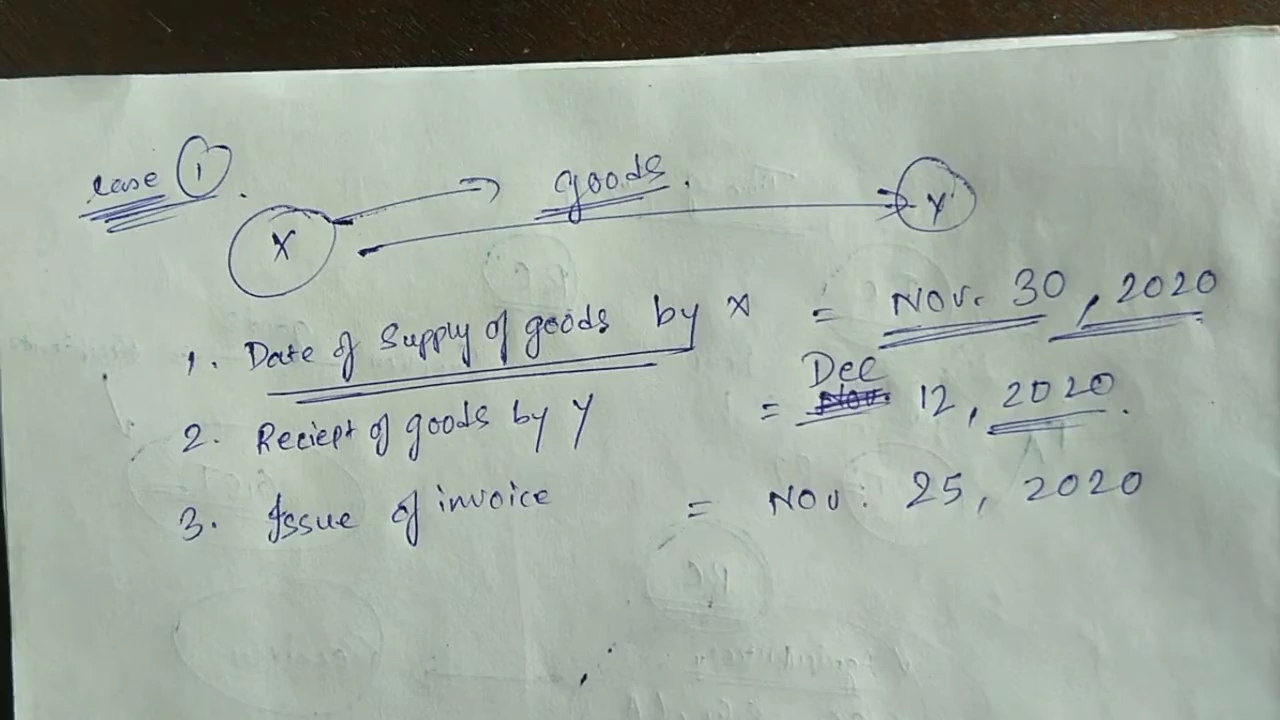 case 1.
goods.
X
Y
1. Date of Supply of goods by X = Nov. 30, 2020
2. Reciept of goods by Y = Dec 12, 2020.
3. Issue of invoice = Nov: 25, 2020